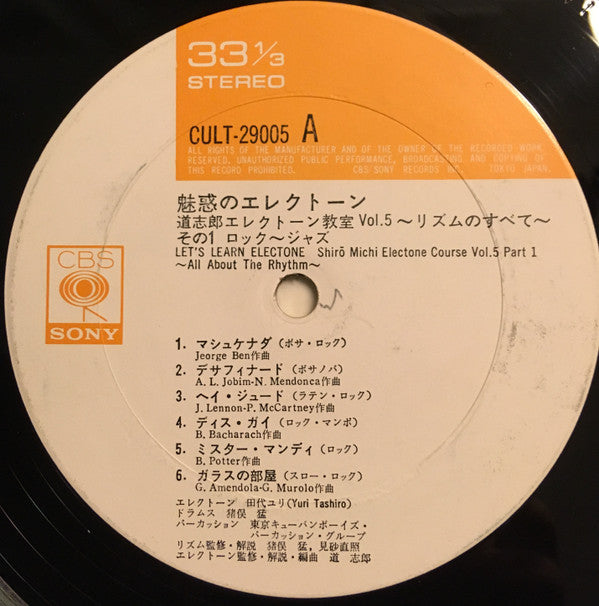 33 1/3
STEREO
CULT-29005 A
ALL RIGHTS OF THE MANUFACTURER AND OF THE OWNER OF THE RECORDED WORK
RESERVED. UNAUTHORIZED PUBLIC PERFORMANCE, BROADCASTING AND COPYING OF
THIS RECORD PROHIBITED. CBS/SONY RECORDS INC. TOKYO JAPAN.
魅惑のエレクトーン
道志郎エレクトーン教室 Vol.5 〜リズムのすべて〜
その1 ロック〜ジャズ
LET'S LEARN ELECTONE Shirō Michi Electone Course Vol.5 Part 1
〜All About The Rhythm〜
CBS
SONY
1. マシュケナダ (ボサ・ロック)
Jeorge Ben作曲
2. デサフィナード (ボサノバ)
A. L. Jobim-N. Mendonca作曲
3. ヘイ・ジュード (ラテン・ロック)
J. Lennon-P. McCartney作曲
4. ディス・ガイ (ロック・マンボ)
B. Bacharach作曲
5. ミスター・マンディ (ロック)
B. Potter作曲
6. ガラスの部屋 (スロー・ロック)
G. Amendola-G. Murolo作曲
エレクトーン 田代ユリ(Yuri Tashiro)
ドラムス 猪俣 猛
パーカッション 東京キューバンボーイズ・
パーカッション・グループ
リズム監修・解説 猪俣 猛, 見砂直照
エレクトーン監修・解説・編曲 道 志郎